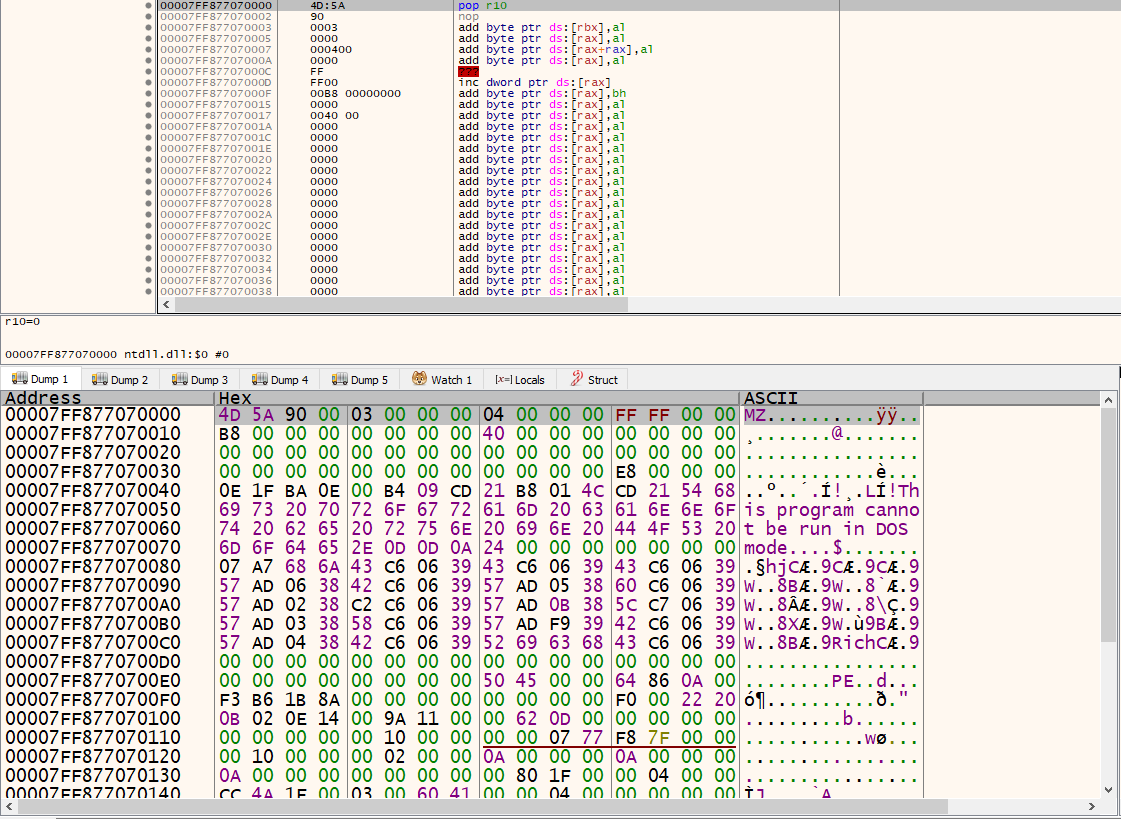 00007FF877070000 4D:5A pop r10
00007FF877070002 90 nop
00007FF877070003 0003 add byte ptr ds:[rbx],al
00007FF877070005 0000 add byte ptr ds:[rax],al
00007FF877070007 000400 add byte ptr ds:[rax+rax],al
00007FF87707000A 0000 add byte ptr ds:[rax],al
00007FF87707000C FF ???
00007FF87707000D FF00 inc dword ptr ds:[rax]
00007FF87707000F 00B8 00000000 add byte ptr ds:[rax],bh
00007FF877070015 0000 add byte ptr ds:[rax],al
00007FF877070017 0040 00 add byte ptr ds:[rax],al
00007FF87707001A 0000 add byte ptr ds:[rax],al
00007FF87707001C 0000 add byte ptr ds:[rax],al
00007FF87707001E 0000 add byte ptr ds:[rax],al
00007FF877070020 0000 add byte ptr ds:[rax],al
00007FF877070022 0000 add byte ptr ds:[rax],al
00007FF877070024 0000 add byte ptr ds:[rax],al
00007FF877070026 0000 add byte ptr ds:[rax],al
00007FF877070028 0000 add byte ptr ds:[rax],al
00007FF87707002A 0000 add byte ptr ds:[rax],al
00007FF87707002C 0000 add byte ptr ds:[rax],al
00007FF87707002E 0000 add byte ptr ds:[rax],al
00007FF877070030 0000 add byte ptr ds:[rax],al
00007FF877070032 0000 add byte ptr ds:[rax],al
00007FF877070034 0000 add byte ptr ds:[rax],al
00007FF877070036 0000 add byte ptr ds:[rax],al
00007FF877070038 0000 add byte ptr ds:[rax],al
r10=0
00007FF877070000 ntdll.dll:$0 #0
Dump 1 Dump 2 Dump 3 Dump 4 Dump 5 Watch 1 [x=] Locals Struct
Address Hex ASCII
00007FF877070000 4D 5A 90 00 03 00 00 00 04 00 00 00 FF FF 00 00 MZ..........ÿÿ..
00007FF877070010 B8 00 00 00 00 00 00 00 40 00 00 00 00 00 00 00 ¸.......@.......
00007FF877070020 00 00 00 00 00 00 00 00 00 00 00 00 00 00 00 00 ................
00007FF877070030 00 00 00 00 00 00 00 00 00 00 00 00 E8 00 00 00 ............è...
00007FF877070040 0E 1F BA 0E 00 B4 09 CD 21 B8 01 4C CD 21 54 68 ..º..´.Í!¸.LÍ!Th
00007FF877070050 69 73 20 70 72 6F 67 72 61 6D 20 63 61 6E 6E 6F is program canno
00007FF877070060 74 20 62 65 20 72 75 6E 20 69 6E 20 44 4F 53 20 t be run in DOS
00007FF877070070 6D 6F 64 65 2E 0D 0D 0A 24 00 00 00 00 00 00 00 mode....$.......
00007FF877070080 07 A7 68 6A 43 C6 06 39 43 C6 06 39 43 C6 06 39 .§hjCÆ.9CÆ.9CÆ.9
00007FF877070090 57 AD 06 38 42 C6 06 39 57 AD 05 38 60 C6 06 39 W..8BÆ.9W..8`Æ.9
00007FF8770700A0 57 AD 02 38 C2 C6 06 39 57 AD 0B 38 5C C7 06 39 W..8ÂÆ.9W..8\Ç.9
00007FF8770700B0 57 AD 03 38 58 C6 06 39 57 AD F9 39 42 C6 06 39 W..8XÆ.9W.ù9BÆ.9
00007FF8770700C0 57 AD 04 38 42 C6 06 39 52 69 63 68 43 C6 06 39 W..8BÆ.9RichCÆ.9
00007FF8770700D0 00 00 00 00 00 00 00 00 00 00 00 00 00 00 00 00 ................
00007FF8770700E0 00 00 00 00 00 00 00 00 50 45 00 00 64 86 0A 00 ........PE..d...
00007FF8770700F0 F3 B6 1B 8A 00 00 00 00 00 00 00 00 F0 00 22 20 ó¶..........ð."
00007FF877070100 0B 02 0E 14 00 9A 11 00 00 62 0D 00 00 00 00 00 .........b......
00007FF877070110 00 00 00 00 00 10 00 00 00 00 07 77 F8 7F 00 00 ...........wø...
00007FF877070120 00 10 00 00 00 02 00 00 0A 00 00 00 0A 00 00 00 ................
00007FF877070130 0A 00 00 00 00 00 00 00 00 80 1F 00 00 04 00 00 ................
00007FF877070140 CC 4A 1F 00 03 00 60 41 00 00 04 00 00 00 00 00 ÌJ....`A........